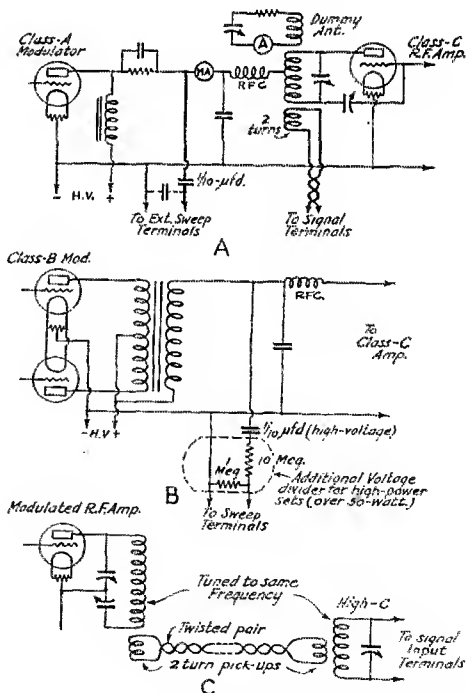 Class-A
Modulator
Dummy
Ant.
A
Class-C
R.F. Amp.
MA
R.F.C.
2
turns
- H.V. +
1/10-µfd.
To Ext. Sweep
Terminals
To Signal
Terminals
A
Class-B Mod.
R.F.C.
To
Class-C
Amp.
- H.V +
1/10 µfd (high-voltage)
1
Meg
10 Meg.
Additional Voltage
divider for high-power
sets (over 50-watt.)
B
To Sweep
Terminals
Modulated R.F. Amp.
Tuned to same
Frequency
High-C
Twisted pair
To signal
Input
Terminals
2 turn pick-ups
C